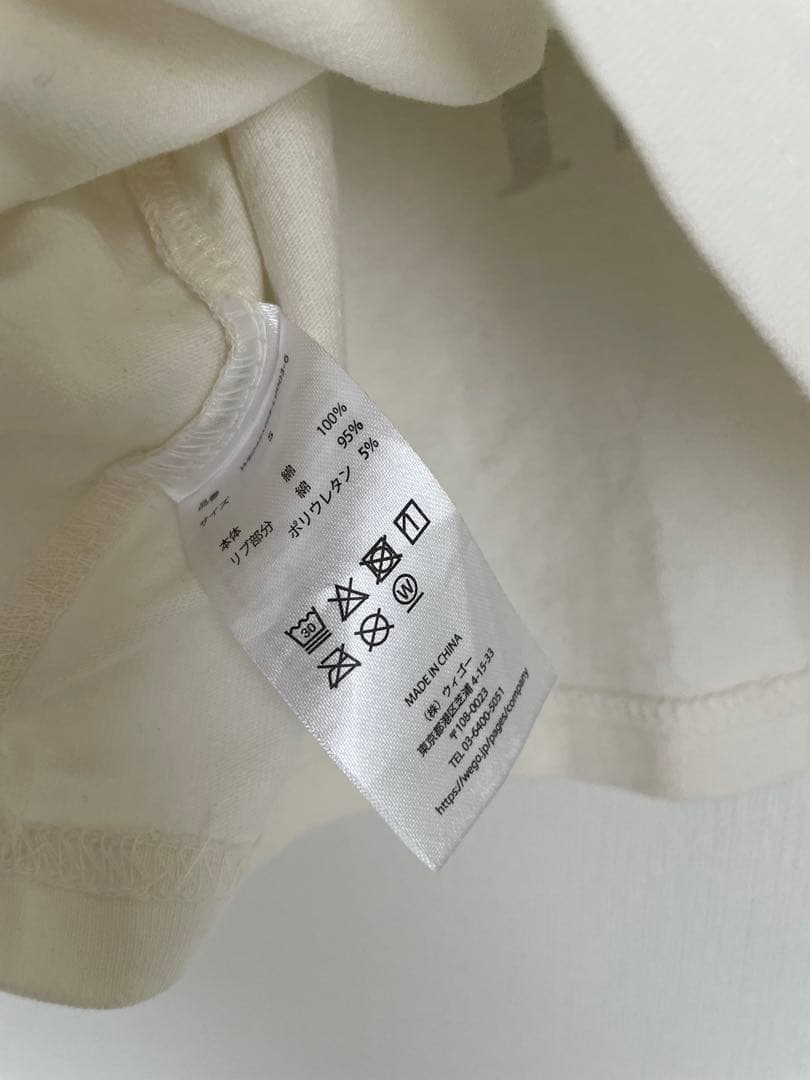 品番
サイズ S
本体 綿 100%
リブ部分 綿 95%
ポリウレタン 5%
30
W
MADE IN CHINA
(株) ウィゴー
東京都港区芝浦 4-15-33
〒108-0023
TEL 03-6400-5051
https://wego.jp/pages/company